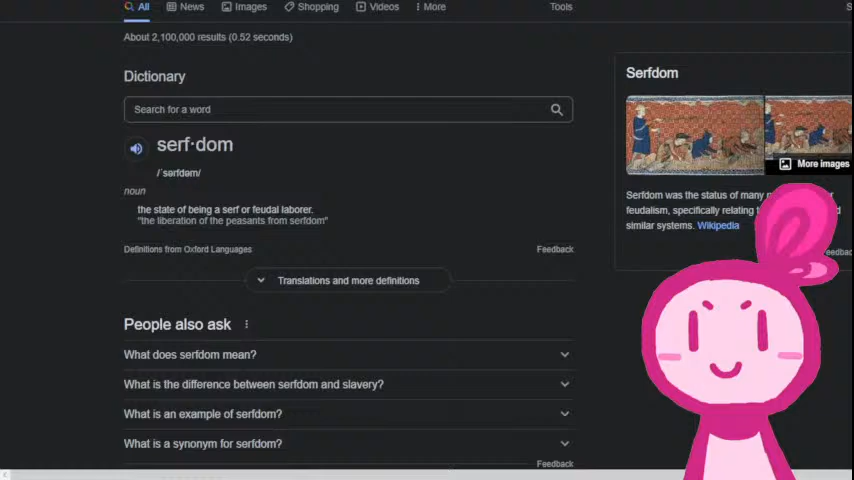 All News Images Shopping Videos More Tools
About 2,100,000 results (0.52 seconds)
Dictionary
Search for a word
serf·dom
/ˈsərfdəm/
noun
the state of being a serf or feudal laborer.
"the liberation of the peasants from serfdom"
Definitions from Oxford Languages
Feedback
Translations and more definitions
People also ask
What does serfdom mean?
What is the difference between serfdom and slavery?
What is an example of serfdom?
What is a synonym for serfdom?
Feedback
Serfdom
More images
Serfdom was the status of many
feudalism, specifically relating
similar systems. Wikipedia